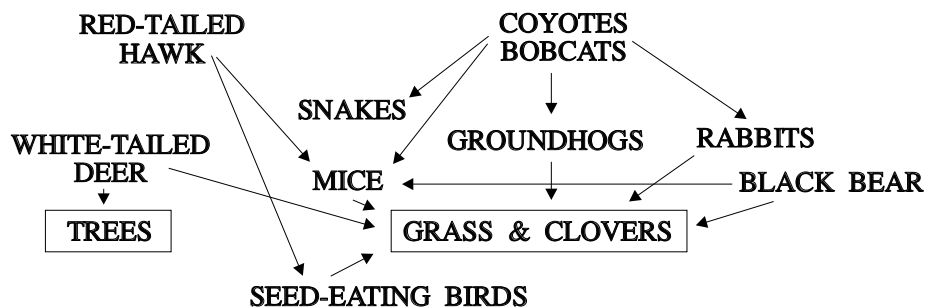 RED-TAILED
HAWK
COYOTES
BOBCATS
SNAKES
GROUNDHOGS
RABBITS
WHITE-TAILED
DEER
MICE
BLACK BEAR
TREES
GRASS & CLOVERS
SEED-EATING BIRDS